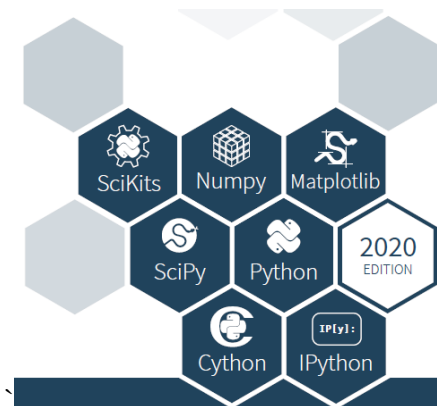 SciKits
Numpy
Matplotlib
SciPy
Python
2020
EDITION
IP[y]:
Cython
IPython
`